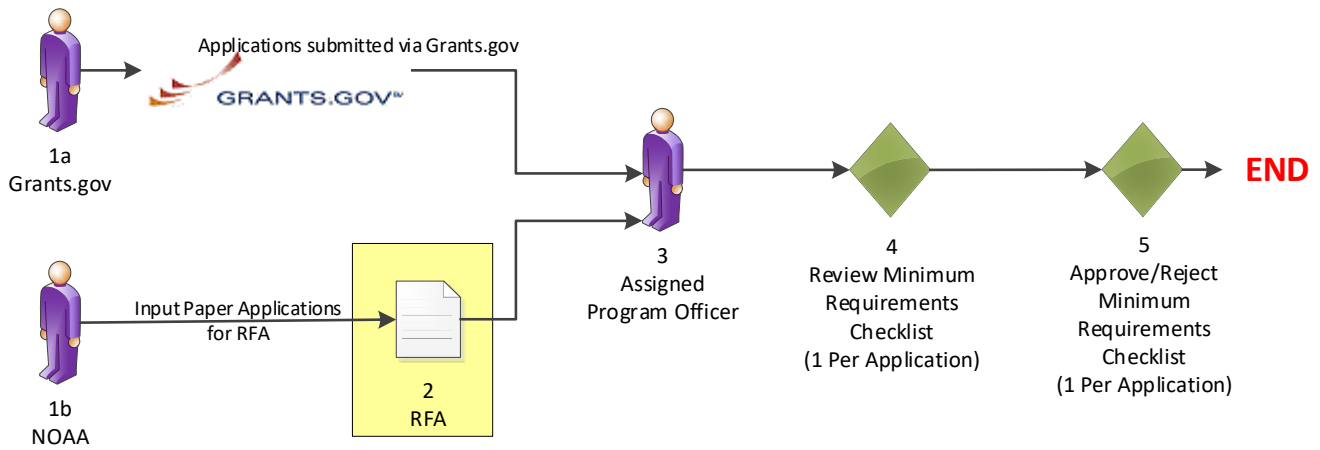 Applications submitted via Grants.gov
GRANTS.GOV℠
1a
Grants.gov
Input Paper Applications
for RFA
1b
NOAA
2
RFA
3
Assigned
Program Officer
4
Review Minimum
Requirements
Checklist
(1 Per Application)
5
Approve/Reject
Minimum
Requirements
Checklist
(1 Per Application)
END